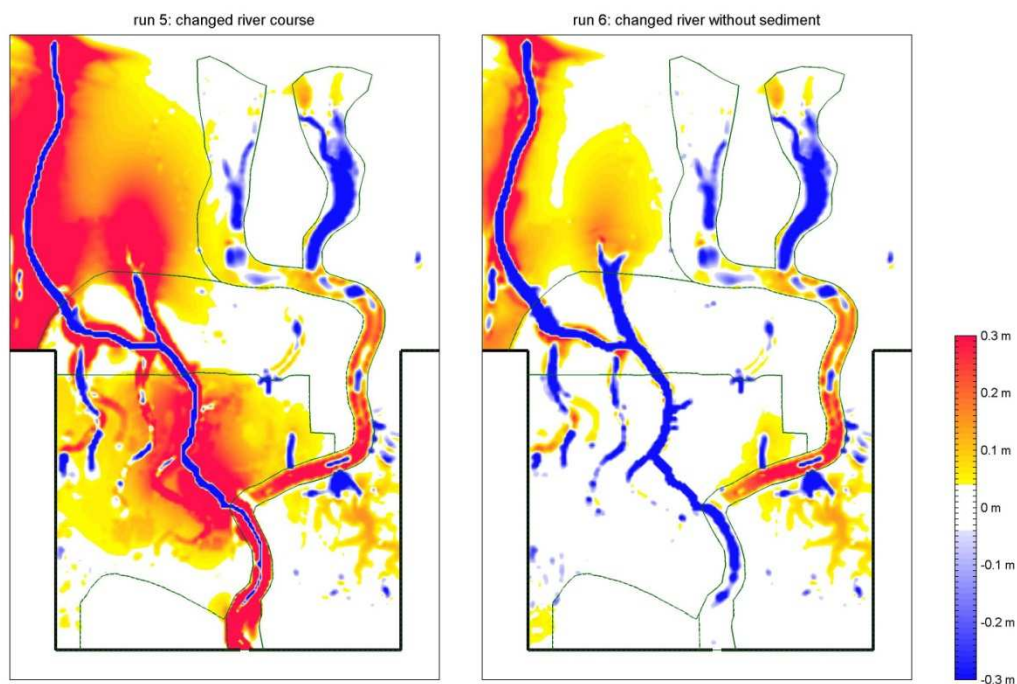 run 5: changed river course
run 6: changed river without sediment
0.3 m
0.2 m
0.1 m
0 m
-0.1 m
-0.2 m
-0.3 m